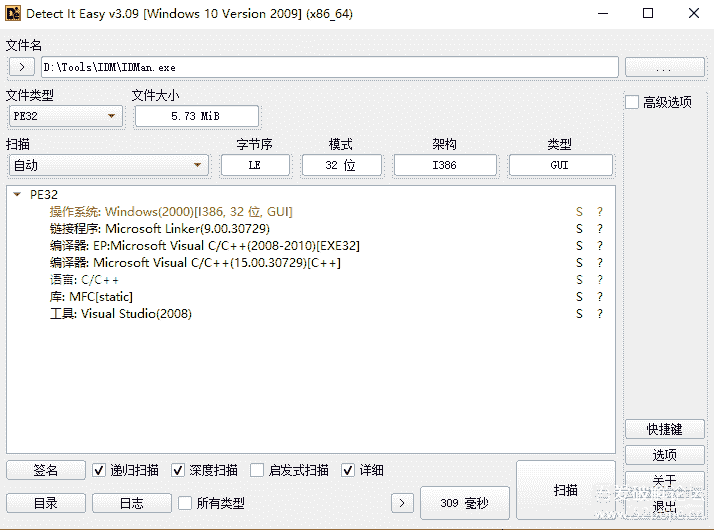 Detect It Easy v3.09 [Windows 10 Version 2009] (x86_64)
文件名
> D:\Tools\IDM\IDMan.exe ...
文件类型 文件大小 高级选项
PE32 5.73 MiB
扫描 字节序 模式 架构 类型
自动 LE 32 位 I386 GUI
PE32
操作系统: Windows(2000)[I386, 32 位, GUI] S ?
链接程序: Microsoft Linker(9.00.30729) S ?
编译器: EP:Microsoft Visual C/C++(2008-2010)[EXE32] S ?
编译器: Microsoft Visual C/C++(15.00.30729)[C++] S ?
语言: C/C++ S ?
库: MFC[static] S ?
工具: Visual Studio(2008) S ?
快捷键
选项
签名 递归扫描 深度扫描 启发式扫描 详细
扫描
关于
目录 日志 所有类型 > 309 毫秒
退出